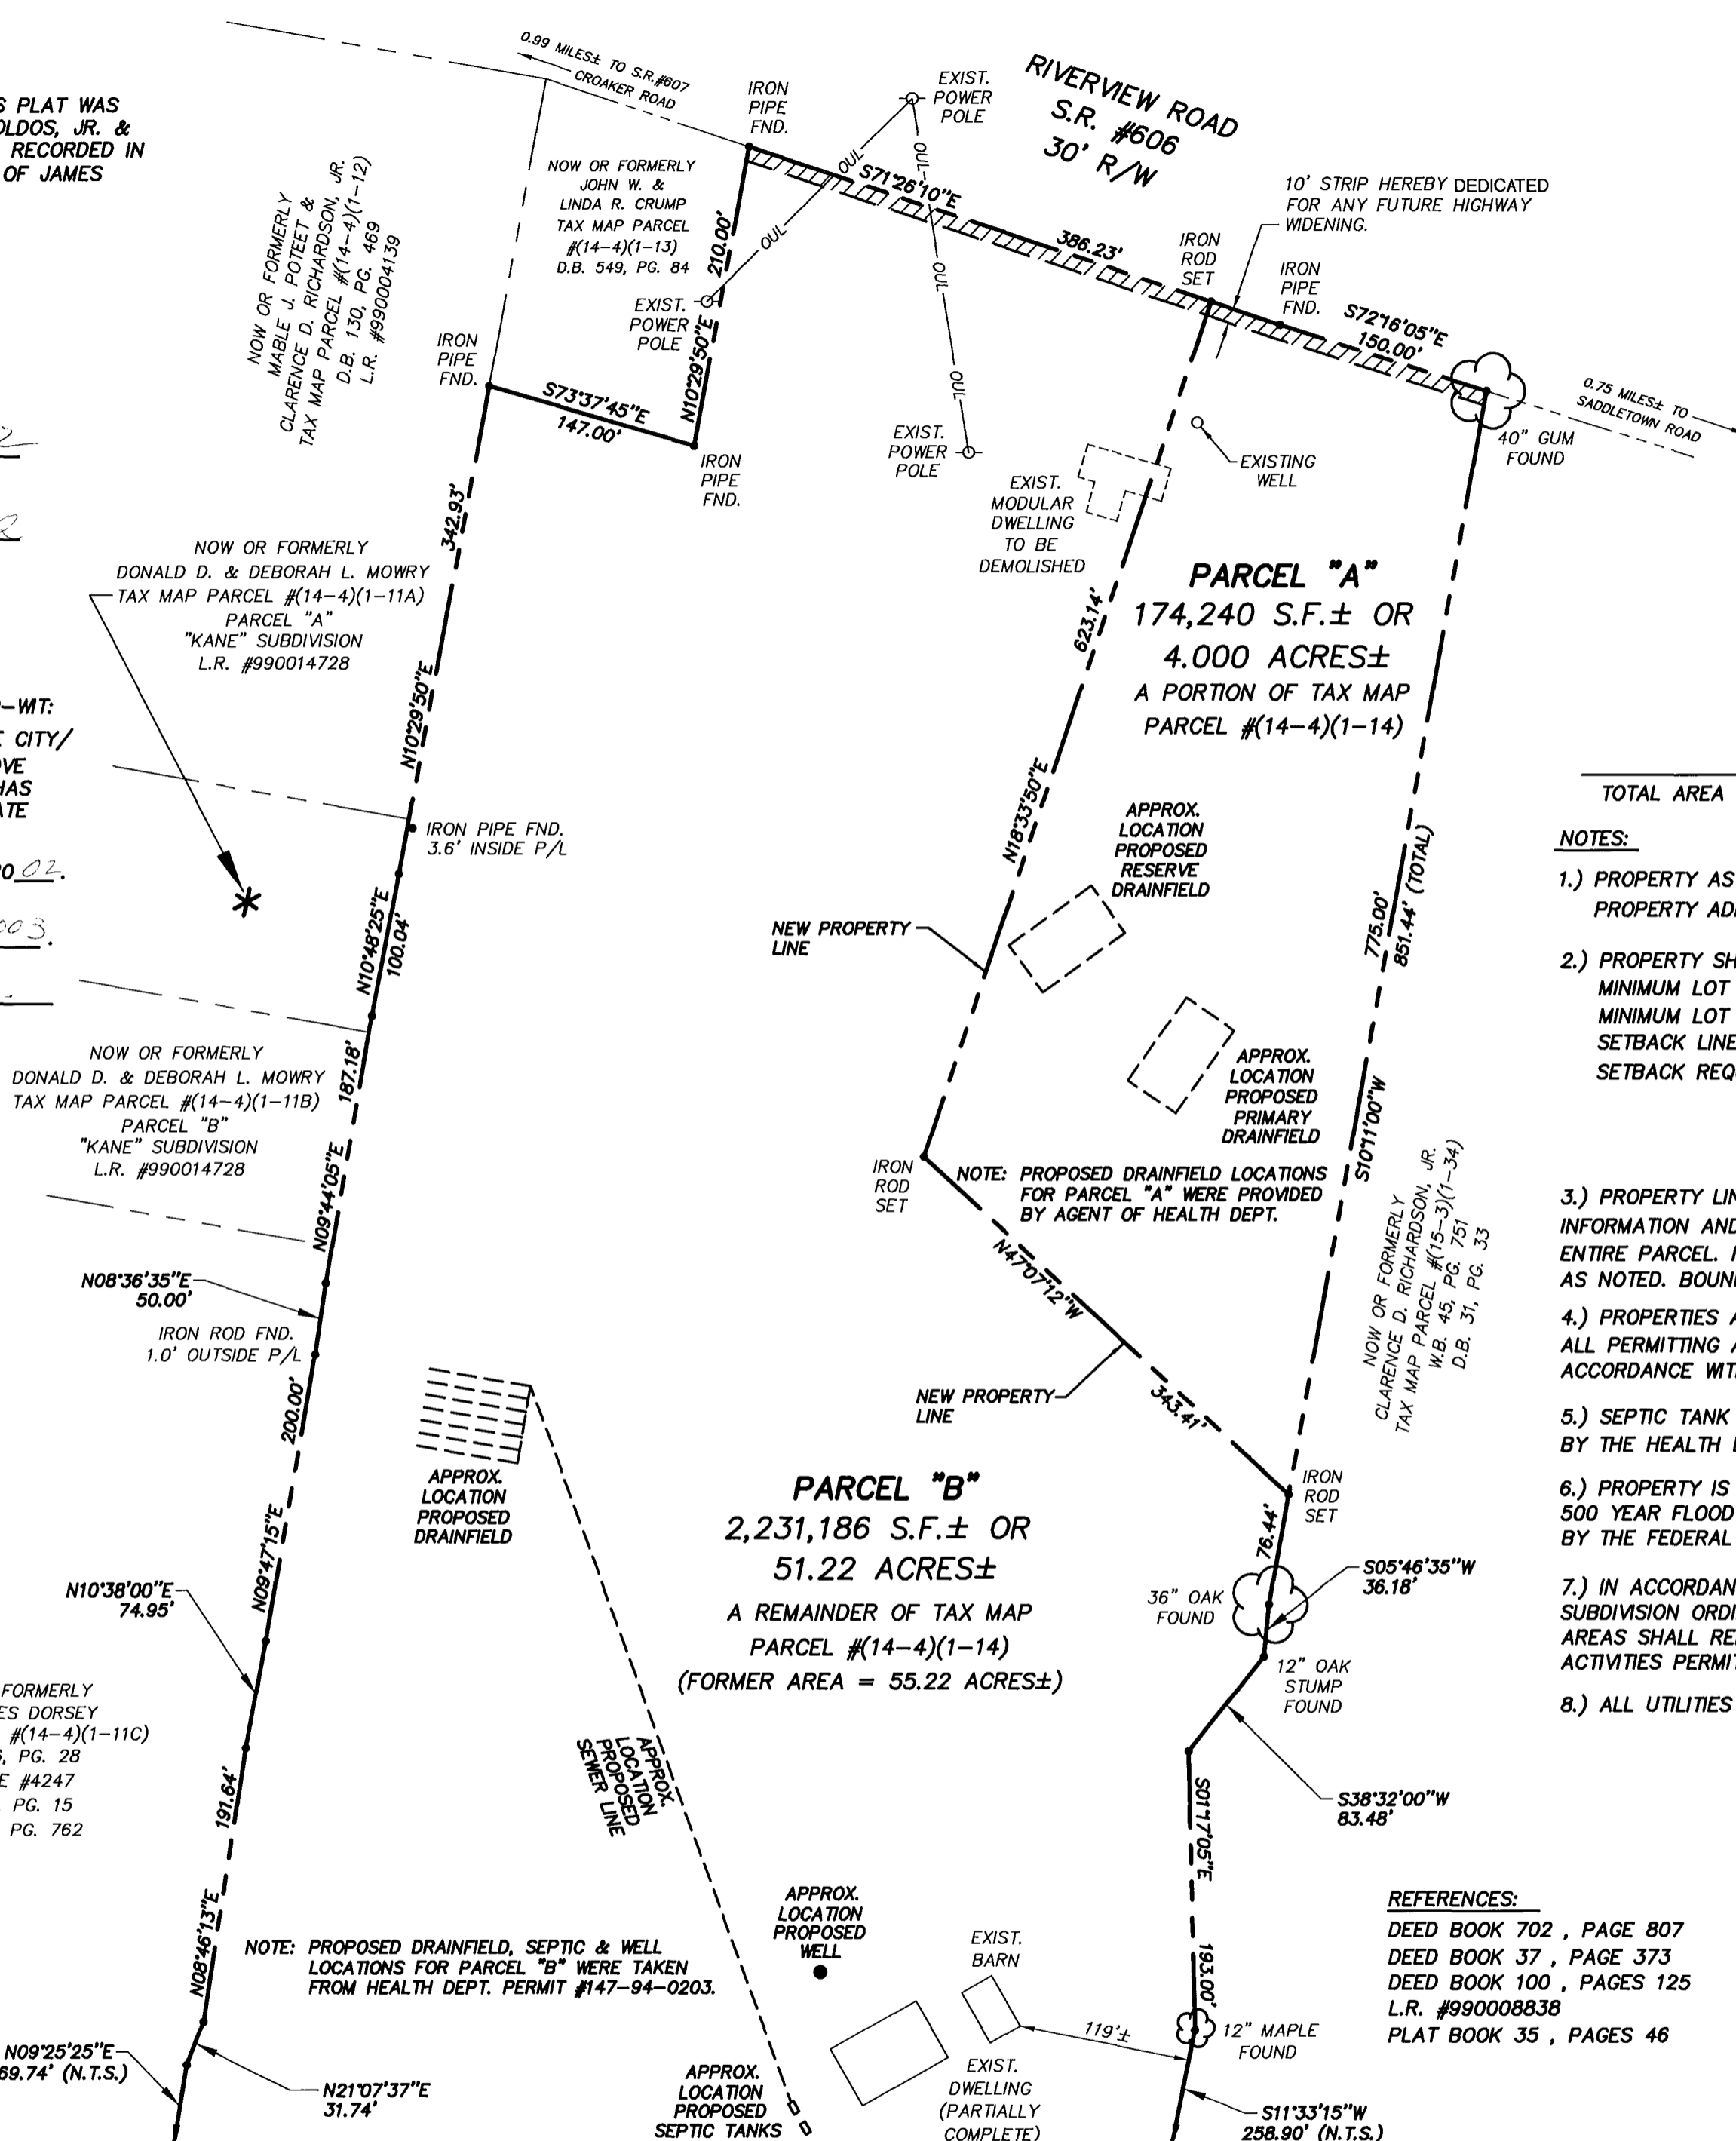 S PLAT WAS
OLDOS, JR. &
RECORDED IN
OF JAMES
0.99 MILES± TO S.R.#607
CROAKER ROAD
IRON
PIPE
FND.
EXIST.
POWER
POLE
RIVERVIEW ROAD
S.R. #606
30' R/W
NOW OR FORMERLY
MABLE J. POTEET &
CLARENCE D. RICHARDSON, JR.
TAX MAP PARCEL #(14-4)(1-12)
D.B. 130, PG. 469
L.R. #990004139
NOW OR FORMERLY
JOHN W. &
LINDA R. CRUMP
TAX MAP PARCEL
#(14-4)(1-13)
D.B. 549, PG. 84
OUL
OUL
OUL
OUL
OUL
S71°26'10"E
386.23'
10' STRIP HEREBY DEDICATED
FOR ANY FUTURE HIGHWAY
WIDENING.
IRON
ROD
SET
IRON
PIPE
FND.
S72°16'05"E
150.00'
0.75 MILES± TO
SADDLETOWN ROAD
40" GUM
FOUND
210.00'
N10°29'50"E
EXIST.
POWER
POLE
IRON
PIPE
FND.
S73°37'45"E
147.00'
IRON
PIPE
FND.
EXIST.
POWER
POLE
EXISTING
WELL
EXIST.
MODULAR
DWELLING
TO BE
DEMOLISHED
342.93'
N10°29'50"E
NOW OR FORMERLY
DONALD D. & DEBORAH L. MOWRY
TAX MAP PARCEL #(14-4)(1-11A)
PARCEL "A"
"KANE" SUBDIVISION
L.R. #990014728
PARCEL "A"
174,240 S.F.± OR
4.000 ACRES±
A PORTION OF TAX MAP
PARCEL #(14-4)(1-14)
623.14'
N18°33'50"E
-WIT:
E CITY/
OVE
HAS
ATE
0 02.
003.
IRON PIPE FND.
3.6' INSIDE P/L
N10°48'25"E
100.04'
APPROX.
LOCATION
PROPOSED
RESERVE
DRAINFIELD
NEW PROPERTY
LINE
775.00'
851.44' (TOTAL)
S10°11'00"W
APPROX.
LOCATION
PROPOSED
PRIMARY
DRAINFIELD
TOTAL AREA
NOTES:
1.) PROPERTY AS
PROPERTY AD
2.) PROPERTY SH
MINIMUM LOT
MINIMUM LOT
SETBACK LINE
SETBACK REQ
3.) PROPERTY LIN
INFORMATION AND
ENTIRE PARCEL. 
AS NOTED. BOUN
4.) PROPERTIES A
ALL PERMITTING A
ACCORDANCE WIT
5.) SEPTIC TANK
BY THE HEALTH
6.) PROPERTY IS
500 YEAR FLOOD
BY THE FEDERAL
7.) IN ACCORDAN
SUBDIVISION ORDI
AREAS SHALL RE
ACTIVITIES PERMIT
8.) ALL UTILITIES
NOW OR FORMERLY
DONALD D. & DEBORAH L. MOWRY
TAX MAP PARCEL #(14-4)(1-11B)
PARCEL "B"
"KANE" SUBDIVISION
L.R. #990014728
187.18'
N09°44'05"E
IRON
ROD
SET
NOTE: PROPOSED DRAINFIELD LOCATIONS
FOR PARCEL "A" WERE PROVIDED
BY AGENT OF HEALTH DEPT.
NOW OR FORMERLY
CLARENCE D. RICHARDSON, JR.
TAX MAP PARCEL #(15-3)(1-34)
W.B. 45, PG. 751
D.B. 31, PG. 33
N08°36'35"E
50.00'
IRON ROD FND.
1.0' OUTSIDE P/L
N47°07'12"W
343.41'
NEW PROPERTY
LINE
200.00'
N09°47'15"E
APPROX.
LOCATION
PROPOSED
DRAINFIELD
PARCEL "B"
2,231,186 S.F.± OR
51.22 ACRES±
A REMAINDER OF TAX MAP
PARCEL #(14-4)(1-14)
(FORMER AREA = 55.22 ACRES±)
IRON
ROD
SET
76.44'
S05°46'35"W
36.18'
36" OAK
FOUND
12" OAK
STUMP
FOUND
S38°32'00"W
83.48'
N10°38'00"E
74.95'
FORMERLY
ES DORSEY
#(14-4)(1-11C)
, PG. 28
E #4247
PG. 15
PG. 762
191.64'
N08°46'13"E
APPROX.
LOCATION
PROPOSED
SEWER LINE
S01°17'05"E
193.00'
NOTE: PROPOSED DRAINFIELD, SEPTIC & WELL
LOCATIONS FOR PARCEL "B" WERE TAKEN
FROM HEALTH DEPT. PERMIT #147-94-0203.
APPROX.
LOCATION
PROPOSED
WELL
EXIST.
BARN
REFERENCES:
DEED BOOK 702 , PAGE 807
DEED BOOK 37 , PAGE 373
DEED BOOK 100 , PAGES 125
L.R. #990008838
PLAT BOOK 35 , PAGES 46
119'±
12" MAPLE
FOUND
N09°25'25"E
69.74' (N.T.S.)
N21°07'37"E
31.74'
APPROX.
LOCATION
PROPOSED
SEPTIC TANKS
EXIST.
DWELLING
(PARTIALLY
COMPLETE)
S11°33'15"W
258.90' (N.T.S.)